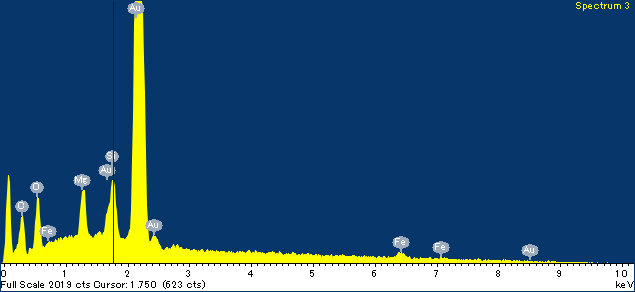 Spectrum 3
Au
Si
Au
Mg
O
C
Fe
Au
Fe
Fe
Au
0 1 2 3 4 5 6 7 8 9 10
Full Scale 2019 cts Cursor: 1.750 (623 cts) keV